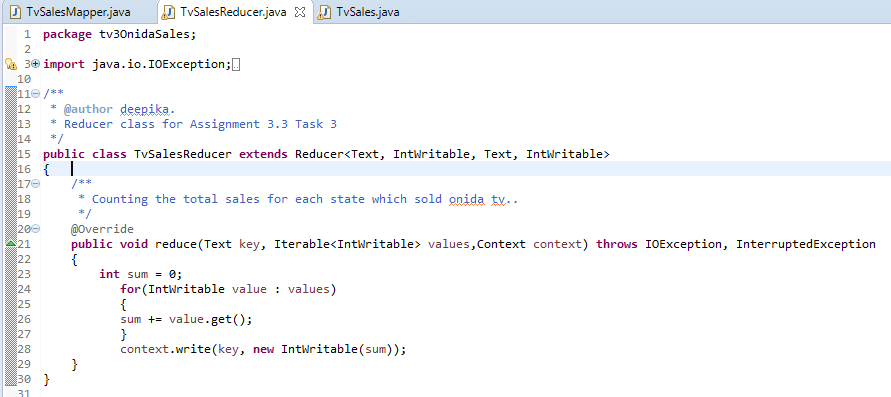 TvSalesMapper.java TvSalesReducer.java TvSales.java
1 package tv3OnidaSales;
2
3 import java.io.IOException;
10
11 /**
12 * @author deepika.
13 * Reducer class for Assignment 3.3 Task 3
14 */
15 public class TvSalesReducer extends Reducer<Text, IntWritable, Text, IntWritable>
16 {
17 /**
18 * Counting the total sales for each state which sold onida tv..
19 */
20 @Override
21 public void reduce(Text key, Iterable<IntWritable> values,Context context) throws IOException, InterruptedException
22 {
23 int sum = 0;
24 for(IntWritable value : values)
25 {
26 sum += value.get();
27 }
28 context.write(key, new IntWritable(sum));
29 }
30 }
31